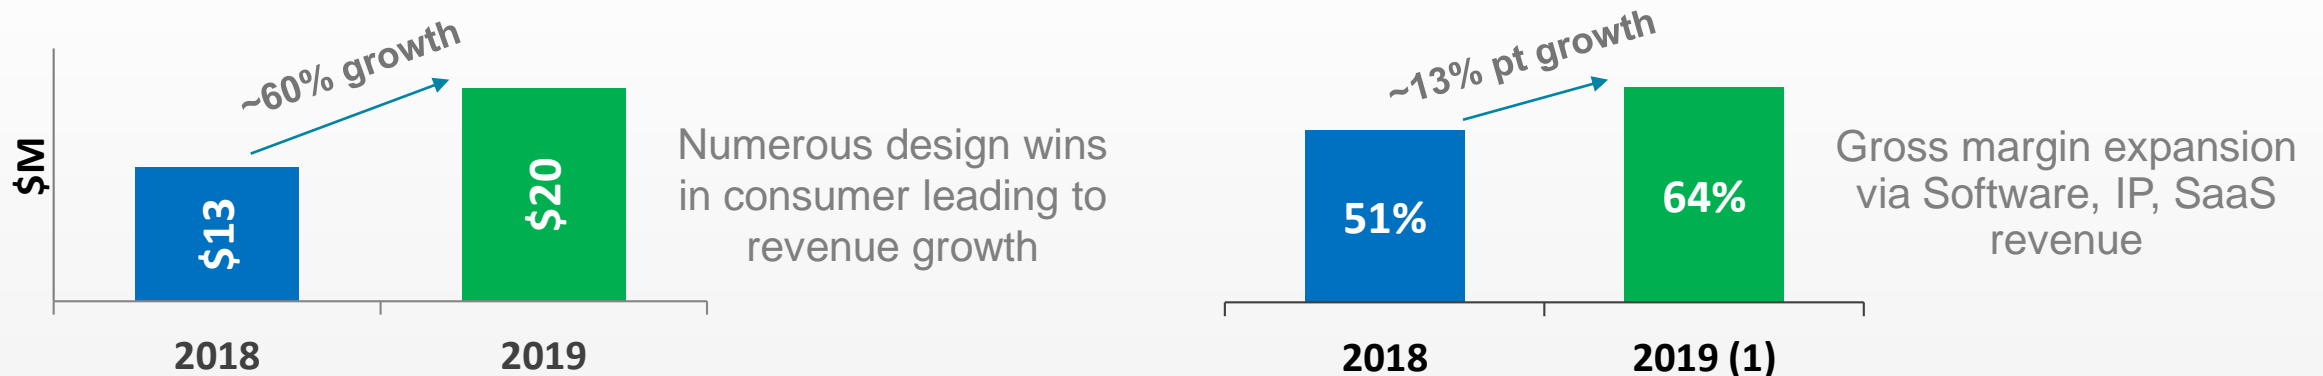 ~60% growth
$M
$13
$20
2018
2019
Numerous design wins
in consumer leading to
revenue growth
~13% pt growth
51%
64%
2018
2019 (1)
Gross margin expansion
via Software, IP, SaaS
revenue